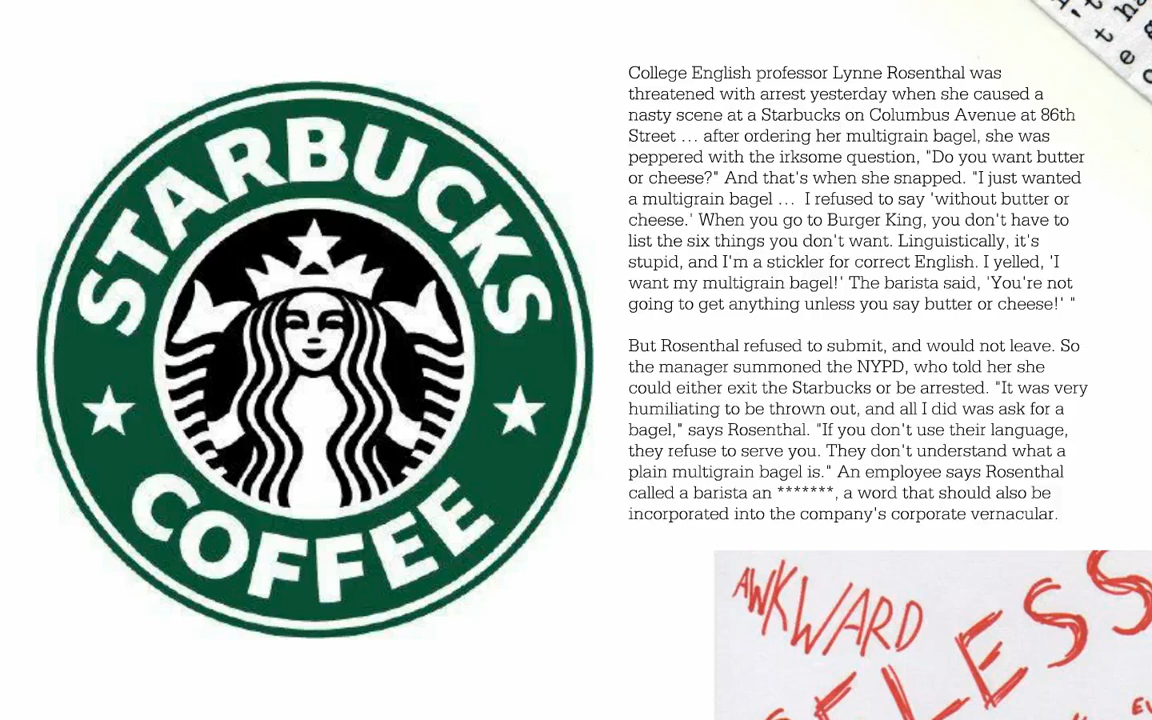 STARBUCKS
COFFEE
College English professor Lynne Rosenthal was
threatened with arrest yesterday when she caused a
nasty scene at a Starbucks on Columbus Avenue at 86th
Street … after ordering her multigrain bagel, she was
peppered with the irksome question, "Do you want butter
or cheese?" And that's when she snapped. "I just wanted
a multigrain bagel …  I refused to say 'without butter or
cheese.' When you go to Burger King, you don't have to
list the six things you don't want. Linguistically, it's
stupid, and I'm a stickler for correct English. I yelled, 'I
want my multigrain bagel!' The barista said, 'You're not
going to get anything unless you say butter or cheese!' "
But Rosenthal refused to submit, and would not leave. So
the manager summoned the NYPD, who told her she
could either exit the Starbucks or be arrested. "It was very
humiliating to be thrown out, and all I did was ask for a
bagel," says Rosenthal. "If you don't use their language,
they refuse to serve you. They don't understand what a
plain multigrain bagel is." An employee says Rosenthal
called a barista an *******, a word that should also be
incorporated into the company's corporate vernacular.
AWKWARD